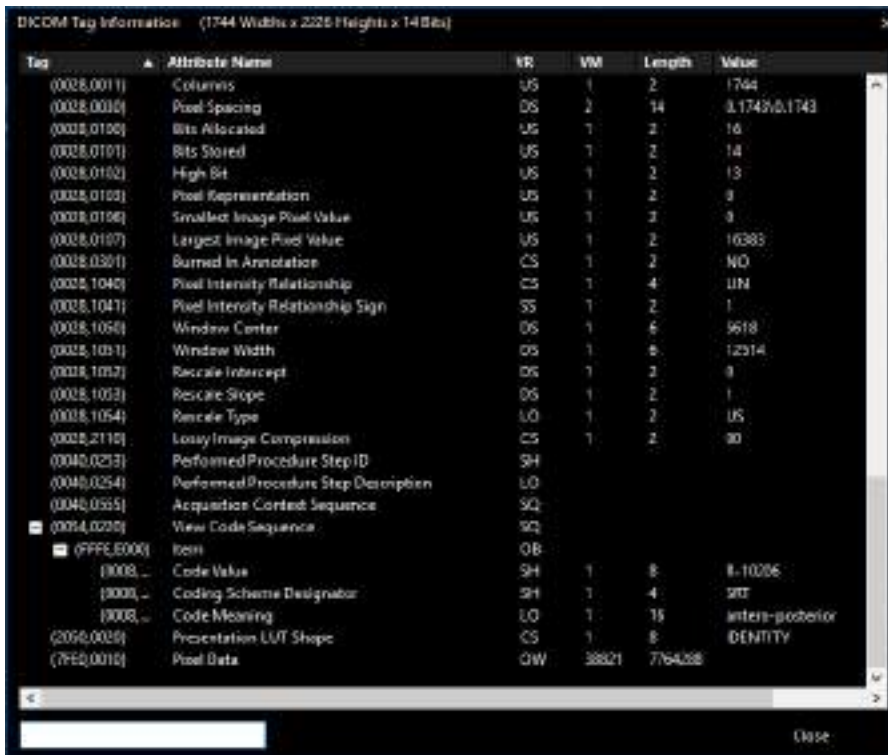 DICOM Tag Information (1744 Widths x 2226 Heights x 14 Bits)
Tag Attribute Name VR VM Length Value
(0028,0011) Columns US 1 2 1744
(0028,0030) Pixel Spacing DS 2 14 0.1743\0.1743
(0028,0100) Bits Allocated US 1 2 16
(0028,0101) Bits Stored US 1 2 14
(0028,0102) High Bit US 1 2 13
(0028,0103) Pixel Representation US 1 2 0
(0028,0106) Smallest Image Pixel Value US 1 2 0
(0028,0107) Largest Image Pixel Value US 1 2 16383
(0028,0301) Burned In Annotation CS 1 2 NO
(0028,1040) Pixel Intensity Relationship CS 1 4 LIN
(0028,1041) Pixel Intensity Relationship Sign SS 1 2 1
(0028,1050) Window Center DS 1 6
(0028,1051) Window Width DS 1 6 12514
(0028,1052) Rescale Intercept DS 1 2 0
(0028,1053) Rescale Slope DS 1 2 1
(0028,1054) Rescale Type LO 1 2 US
(0028,2110) Lossy Image Compression CS 1 2 00
(0040,0253) Performed Procedure Step ID SH
(0040,0254) Performed Procedure Step Description LO
(0040,0555) Acquisition Context Sequence SQ
(0054,0220) View Code Sequence SQ
(FFFE,E000) Item OB
(0008, ... Code Value SH 1 8 R-10206
(0008, ... Coding Scheme Designator SH 1 4 SRT
(0008, ... Code Meaning LO 1 16 antero-posterior
(2050,0020) Presentation LUT Shape CS 1 8 IDENTITY
(7FE0,0010) Pixel Data OW 38821 7764288
Close